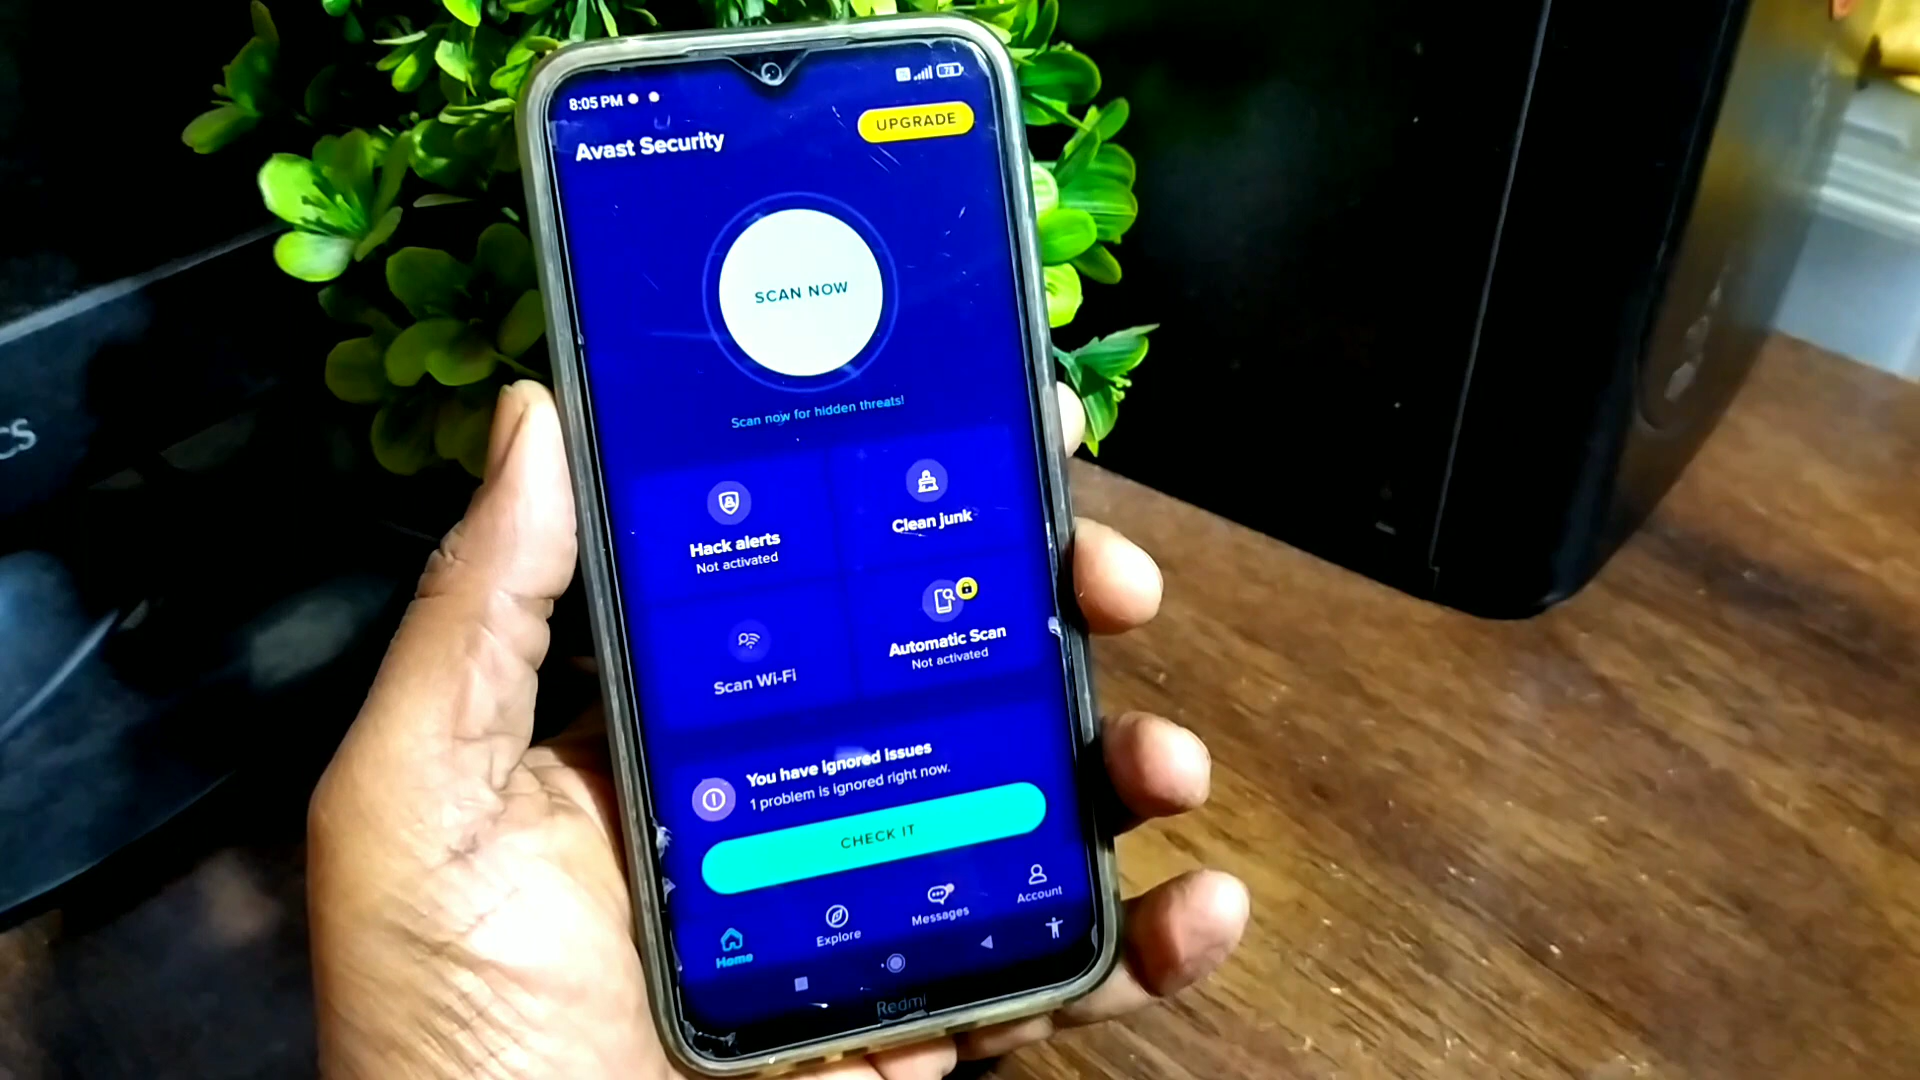 8:05 PM
78
Avast Security
UPGRADE
SCAN NOW
Scan now for hidden threats!
Hack alerts
Not activated
Clean junk
Scan Wi-Fi
Automatic Scan
Not activated
You have ignored issues
1 problem is ignored right now.
CHECK IT
Home
Explore
Messages
Account
Redmi
CS